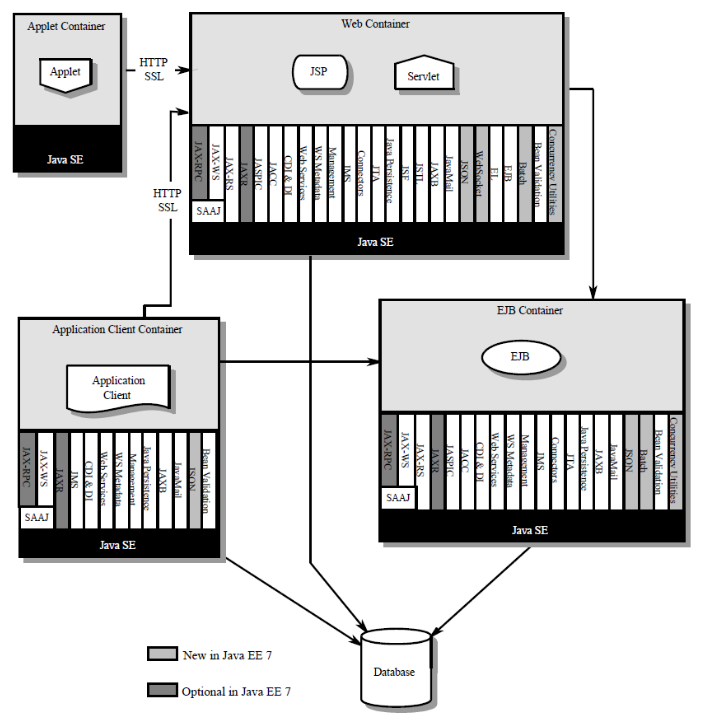 Applet Container
Applet
Java SE
HTTP
SSL
Web Container
JSP
Servlet
JAX-RPC
JAX-WS
JAX-RS
JAXR
JASPIC
JACC
CDI & DI
Web Services
WS Metadata
Management
JMS
Connectors
JTA
Java Persistence
JSF
JSTL
JAXB
JavaMail
JSON
WebSocket
EL
EJB
Batch
Bean Validation
Concurrency Utilities
SAAJ
Java SE
HTTP
SSL
Application Client Container
Application
Client
JAX-RPC
JAX-WS
JAXR
JMS
CDI & DI
Web Services
WS Metadata
Management
Java Persistence
JAXB
JavaMail
JSON
Bean Validation
SAAJ
Java SE
EJB Container
EJB
JAX-RPC
JAX-WS
JAX-RS
JAXR
JASPIC
JACC
CDI & DI
Web Services
WS Metadata
Management
JMS
Connectors
JTA
Java Persistence
JAXB
JavaMail
JSON
Batch
Bean Validation
Concurrency Utilities
SAAJ
Java SE
Database
New in Java EE 7
Optional in Java EE 7